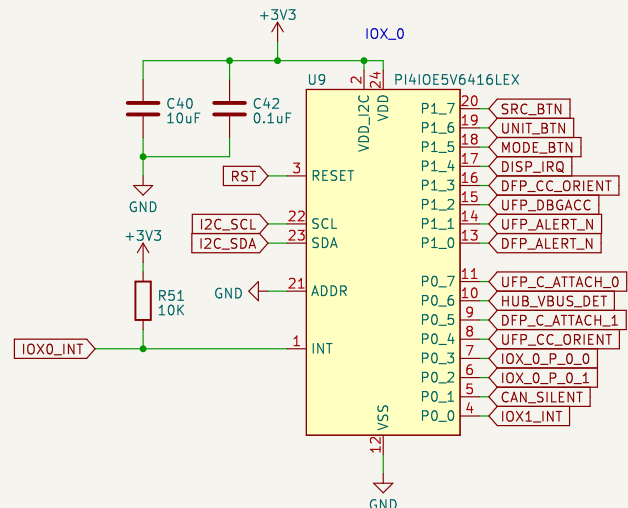 +3V3
IOX_0
U9
PI4IOE5V6416LEX
2
24
VDD_I2C
VDD
C40
10uF
C42
0.1uF
GND
RST
3
RESET
I2C_SCL
22
SCL
I2C_SDA
23
SDA
+3V3
GND
21
ADDR
R51
10K
IOX0_INT
1
INT
P1_7
20
SRC_BTN
P1_6
19
UNIT_BTN
P1_5
18
MODE_BTN
P1_4
17
DISP_IRQ
P1_3
16
DFP_CC_ORIENT
P1_2
15
UFP_DBGACC
P1_1
14
UFP_ALERT_N
P1_0
13
DFP_ALERT_N
P0_7
11
UFP_C_ATTACH_0
P0_6
10
HUB_VBUS_DET
P0_5
9
DFP_C_ATTACH_1
P0_4
8
UFP_CC_ORIENT
P0_3
7
IOX_0_P_0_0
P0_2
6
IOX_0_P_0_1
P0_1
5
CAN_SILENT
P0_0
4
IOX1_INT
VSS
12
GND